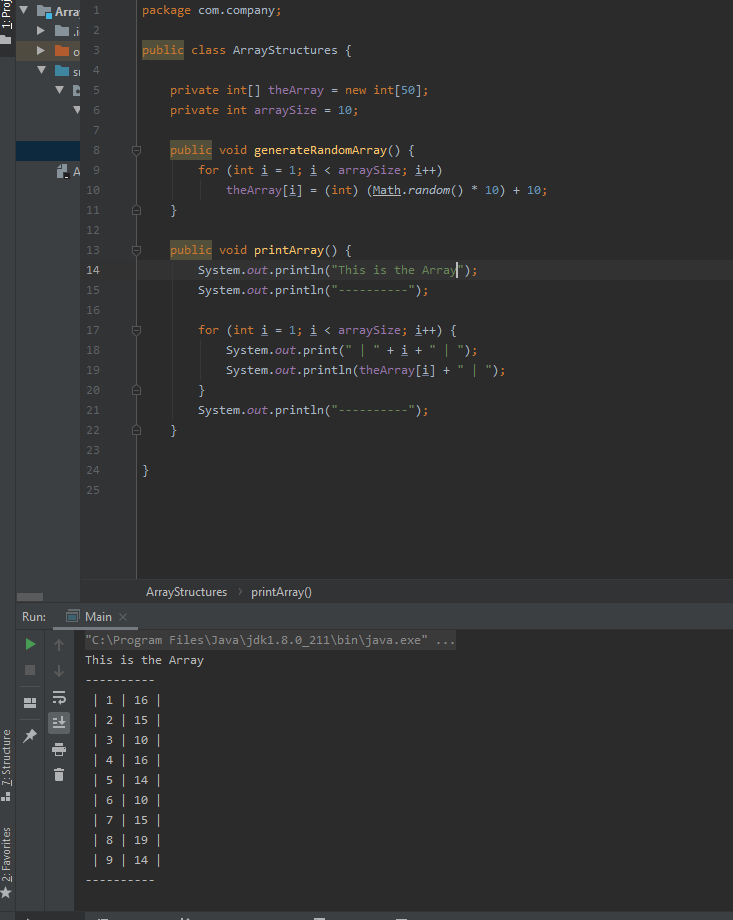 1: Proj
Array
.i
o
sr
A
1 package com.company;
2
3 public class ArrayStructures {
4
5 private int[] theArray = new int[50];
6 private int arraySize = 10;
7
8 public void generateRandomArray() {
9 for (int i = 1; i < arraySize; i++)
10 theArray[i] = (int) (Math.random() * 10) + 10;
11 }
12
13 public void printArray() {
14 System.out.println("This is the Array");
15 System.out.println("----------");
16
17 for (int i = 1; i < arraySize; i++) {
18 System.out.print(" | " + i + " | ");
19 System.out.println(theArray[i] + " | ");
20 }
21 System.out.println("----------");
22 }
23
24 }
25
ArrayStructures > printArray()
Run: Main ×
"C:\Program Files\Java\jdk1.8.0_211\bin\java.exe" ...
This is the Array
----------
| 1 | 16 |
| 2 | 15 |
| 3 | 10 |
| 4 | 16 |
| 5 | 14 |
| 6 | 10 |
| 7 | 15 |
| 8 | 19 |
| 9 | 14 |
----------
7: Structure
2: Favorites